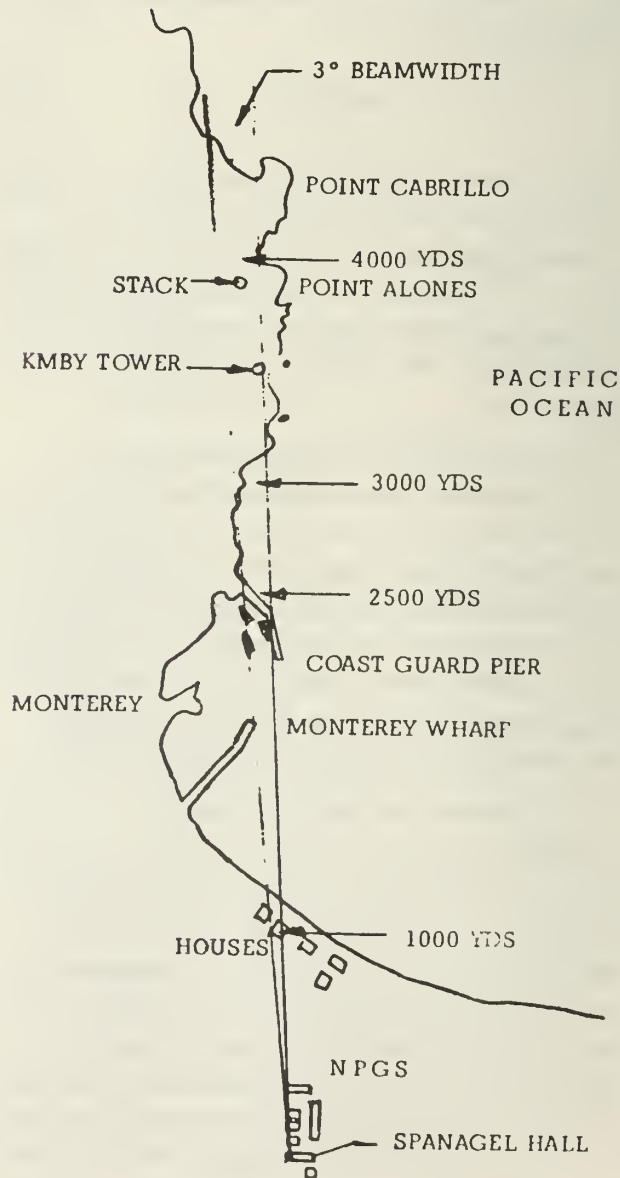 3° BEAMWIDTH
POINT CABRILLO
4000 YDS
STACK
POINT ALONES
KMBY TOWER
PACIFIC
OCEAN
3000 YDS
2500 YDS
COAST GUARD PIER
MONTEREY
MONTEREY WHARF
HOUSES
1000 YDS
NPGS
SPANAGEL HALL